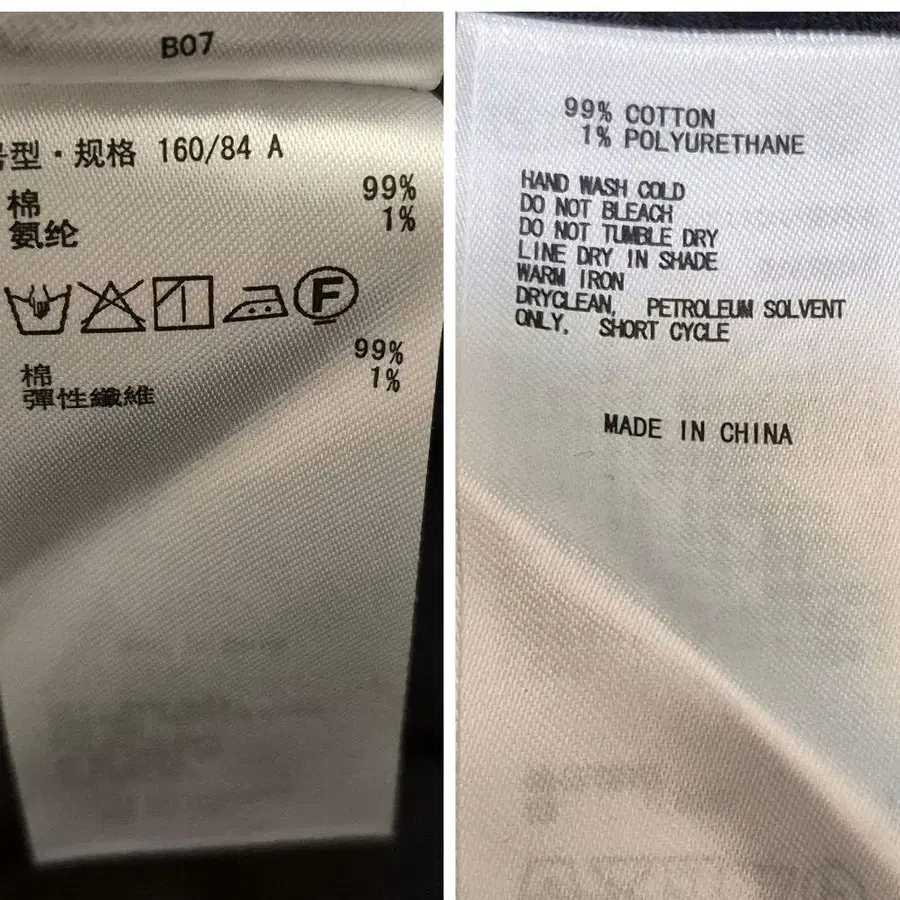 B07
号型·规格 160/84 A
棉 99%
氨纶 1%
F
棉 99%
彈性纖維 1%
99% COTTON
1% POLYURETHANE
HAND WASH COLD
DO NOT BLEACH
DO NOT TUMBLE DRY
LINE DRY IN SHADE
WARM IRON
DRYCLEAN, PETROLEUM SOLVENT
ONLY, SHORT CYCLE
MADE IN CHINA